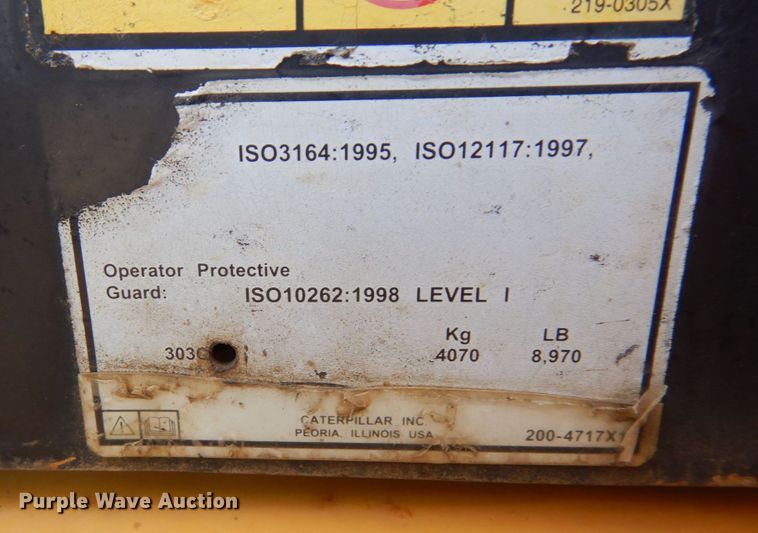 219-0305X
ISO3164:1995, ISO12117:1997,
Operator Protective
Guard: ISO10262:1998 LEVEL I
Kg LB
4070 8,970
CATERPILLAR INC.
PEORIA, ILLINOIS USA
200-4717X
Purple Wave Auction